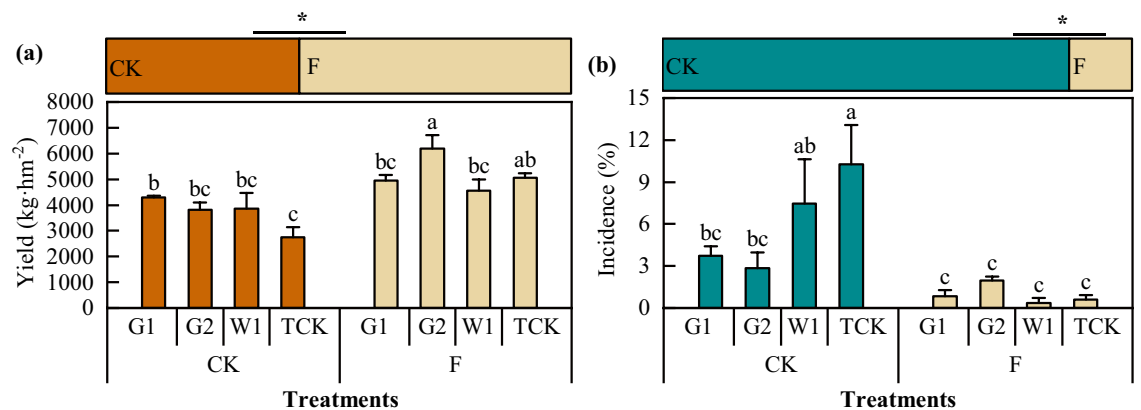 (a)
*
CK
F
Yield (kg·hm⁻²)
8000
7000
6000
5000
4000
3000
2000
1000
0
b
bc
bc
c
bc
a
bc
ab
G1 G2 W1 TCK G1 G2 W1 TCK
CK F
Treatments
(b)
*
CK
F
Incidence (%)
15
12
9
6
3
0
bc
bc
ab
a
c
c
c
c
G1 G2 W1 TCK G1 G2 W1 TCK
CK F
Treatments